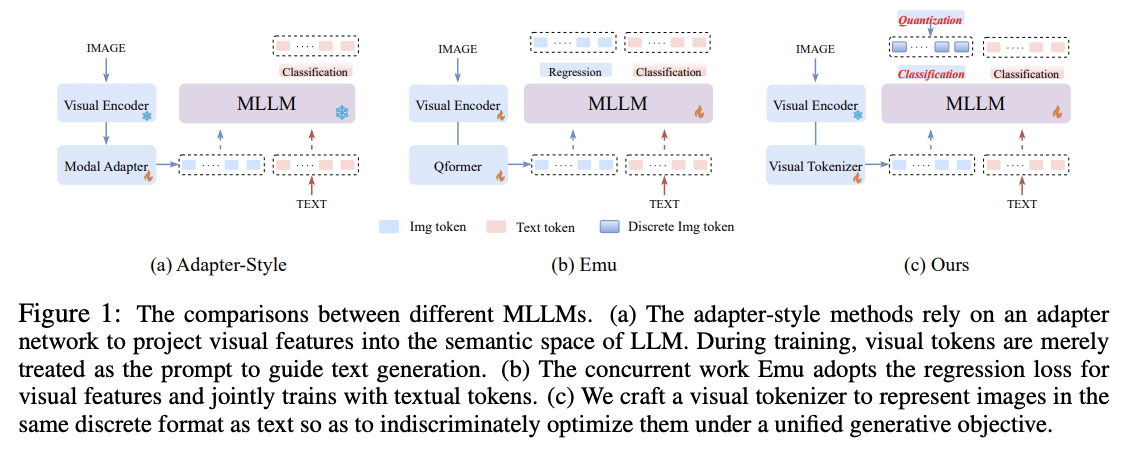 Quantization
IMAGE
Classification
Visual Encoder
MLLM
Modal Adapter
TEXT
(a) Adapter-Style
IMAGE
Regression
Classification
Visual Encoder
MLLM
Qformer
TEXT
(b) Emu
IMAGE
Classification
Classification
Visual Encoder
MLLM
Visual Tokenizer
TEXT
(c) Ours
Img token
Text token
Discrete Img token
Figure 1: The comparisons between different MLLMs. (a) The adapter-style methods rely on an adapter
network to project visual features into the semantic space of LLM. During training, visual tokens are merely
treated as the prompt to guide text generation. (b) The concurrent work Emu adopts the regression loss for
visual features and jointly trains with textual tokens. (c) We craft a visual tokenizer to represent images in the
same discrete format as text so as to indiscriminately optimize them under a unified generative objective.